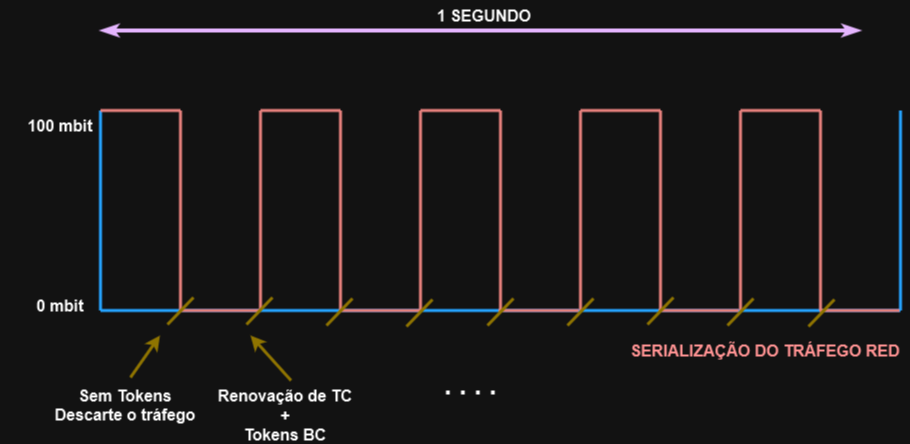 1 SEGUNDO
100 mbit
0 mbit
SERIALIZAÇÃO DO TRÁFEGO RED
Sem Tokens
Descarte o tráfego
Renovação de TC
+
Tokens BC
. . . .